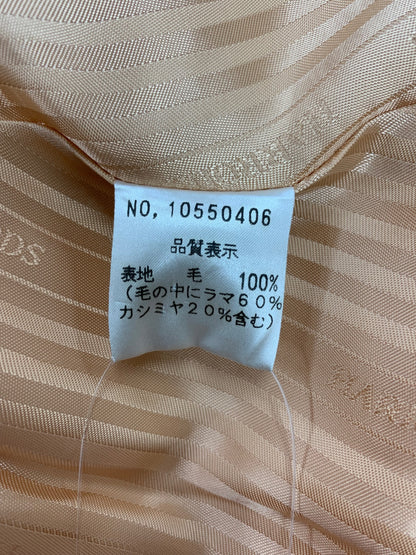 NO, 10550406
品質表示
表地 毛 100%
(毛の中にラマ60%
カシミヤ20%含む)